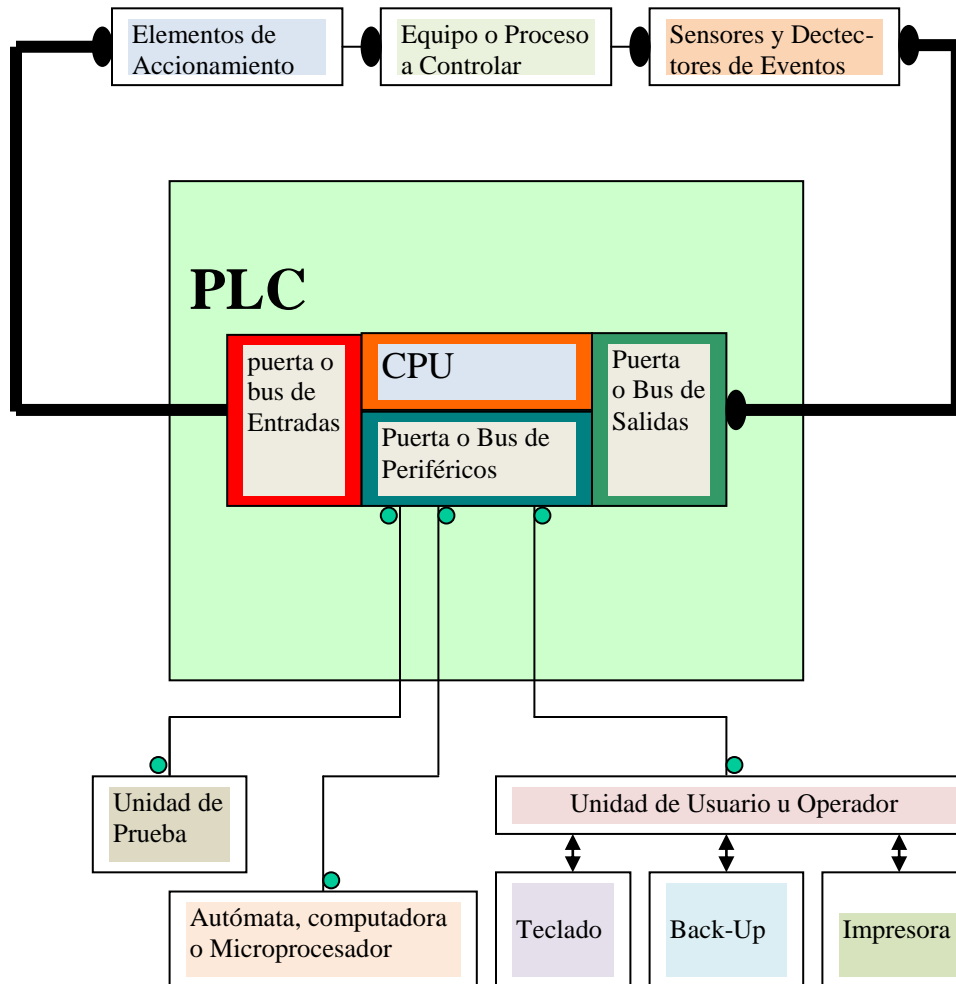 Elementos de
Accionamiento
Equipo o Proceso
a Controlar
Sensores y Dectec-
tores de Eventos
PLC
puerta o
bus de
Entradas
CPU
Puerta o Bus de
Periféricos
Puerta
o Bus de
Salidas
Unidad de
Prueba
Unidad de Usuario u Operador
Autómata, computadora
o Microprocesador
Teclado
Back-Up
Impresora